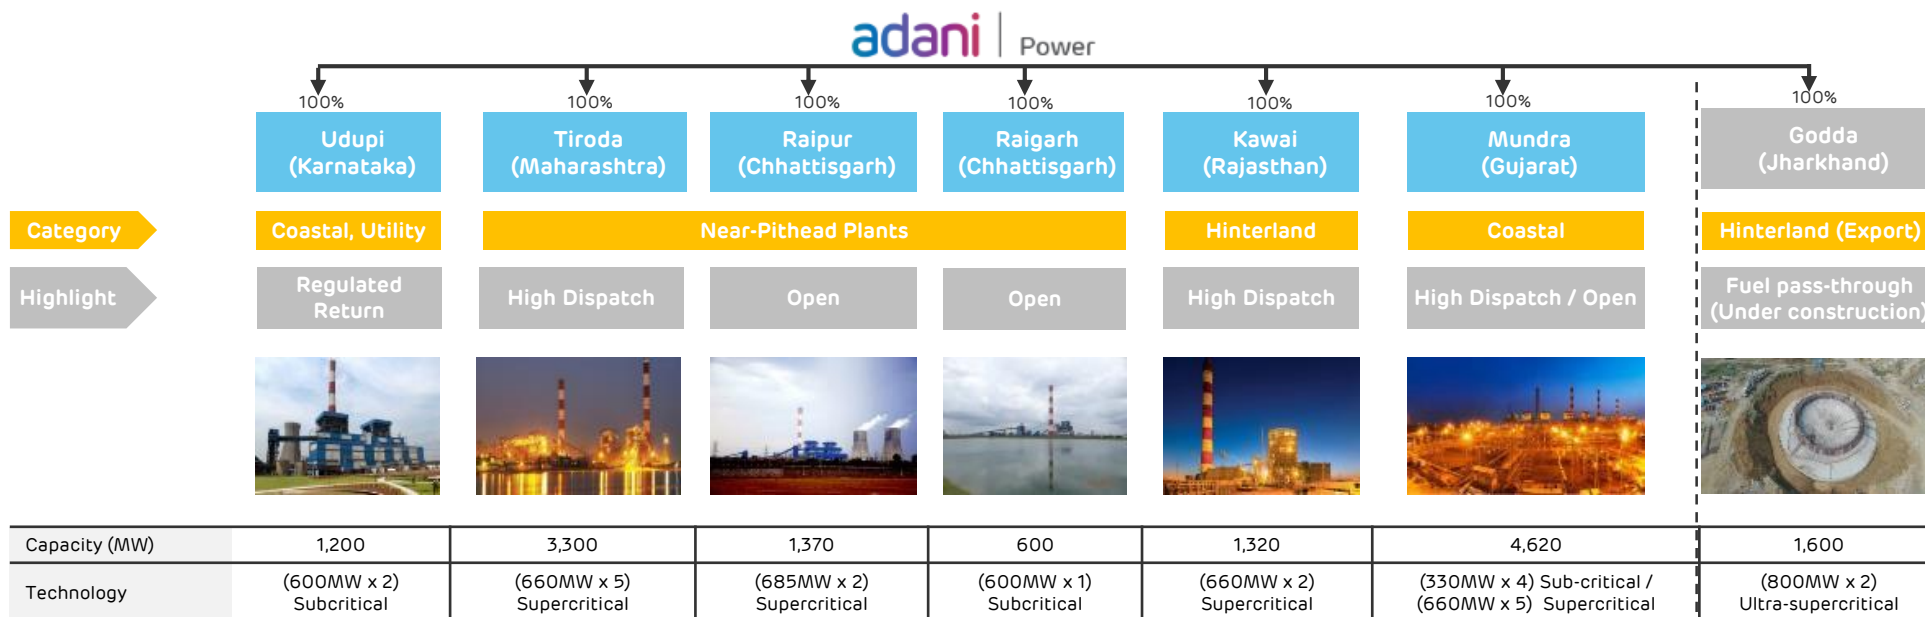 adani | Power
100% 100% 100% 100% 100% 100% 100%
Udupi
(Karnataka)
Tiroda
(Maharashtra)
Raipur
(Chhattisgarh)
Raigarh
(Chhattisgarh)
Kawai
(Rajasthan)
Mundra
(Gujarat)
Godda
(Jharkhand)
Category
Coastal, Utility
Near-Pithead Plants
Hinterland
Coastal
Hinterland (Export)
Highlight
Regulated
Return
High Dispatch
Open
Open
High Dispatch
High Dispatch / Open
Fuel pass-through
(Under construction)
Capacity (MW) 1,200 3,300 1,370 600 1,320 4,620 1,600
Technology
(600MW x 2)
Subcritical
(660MW x 5)
Supercritical
(685MW x 2)
Supercritical
(600MW x 1)
Subcritical
(660MW x 2)
Supercritical
(330MW x 4) Sub-critical /
(660MW x 5) Supercritical
(800MW x 2)
Ultra-supercritical